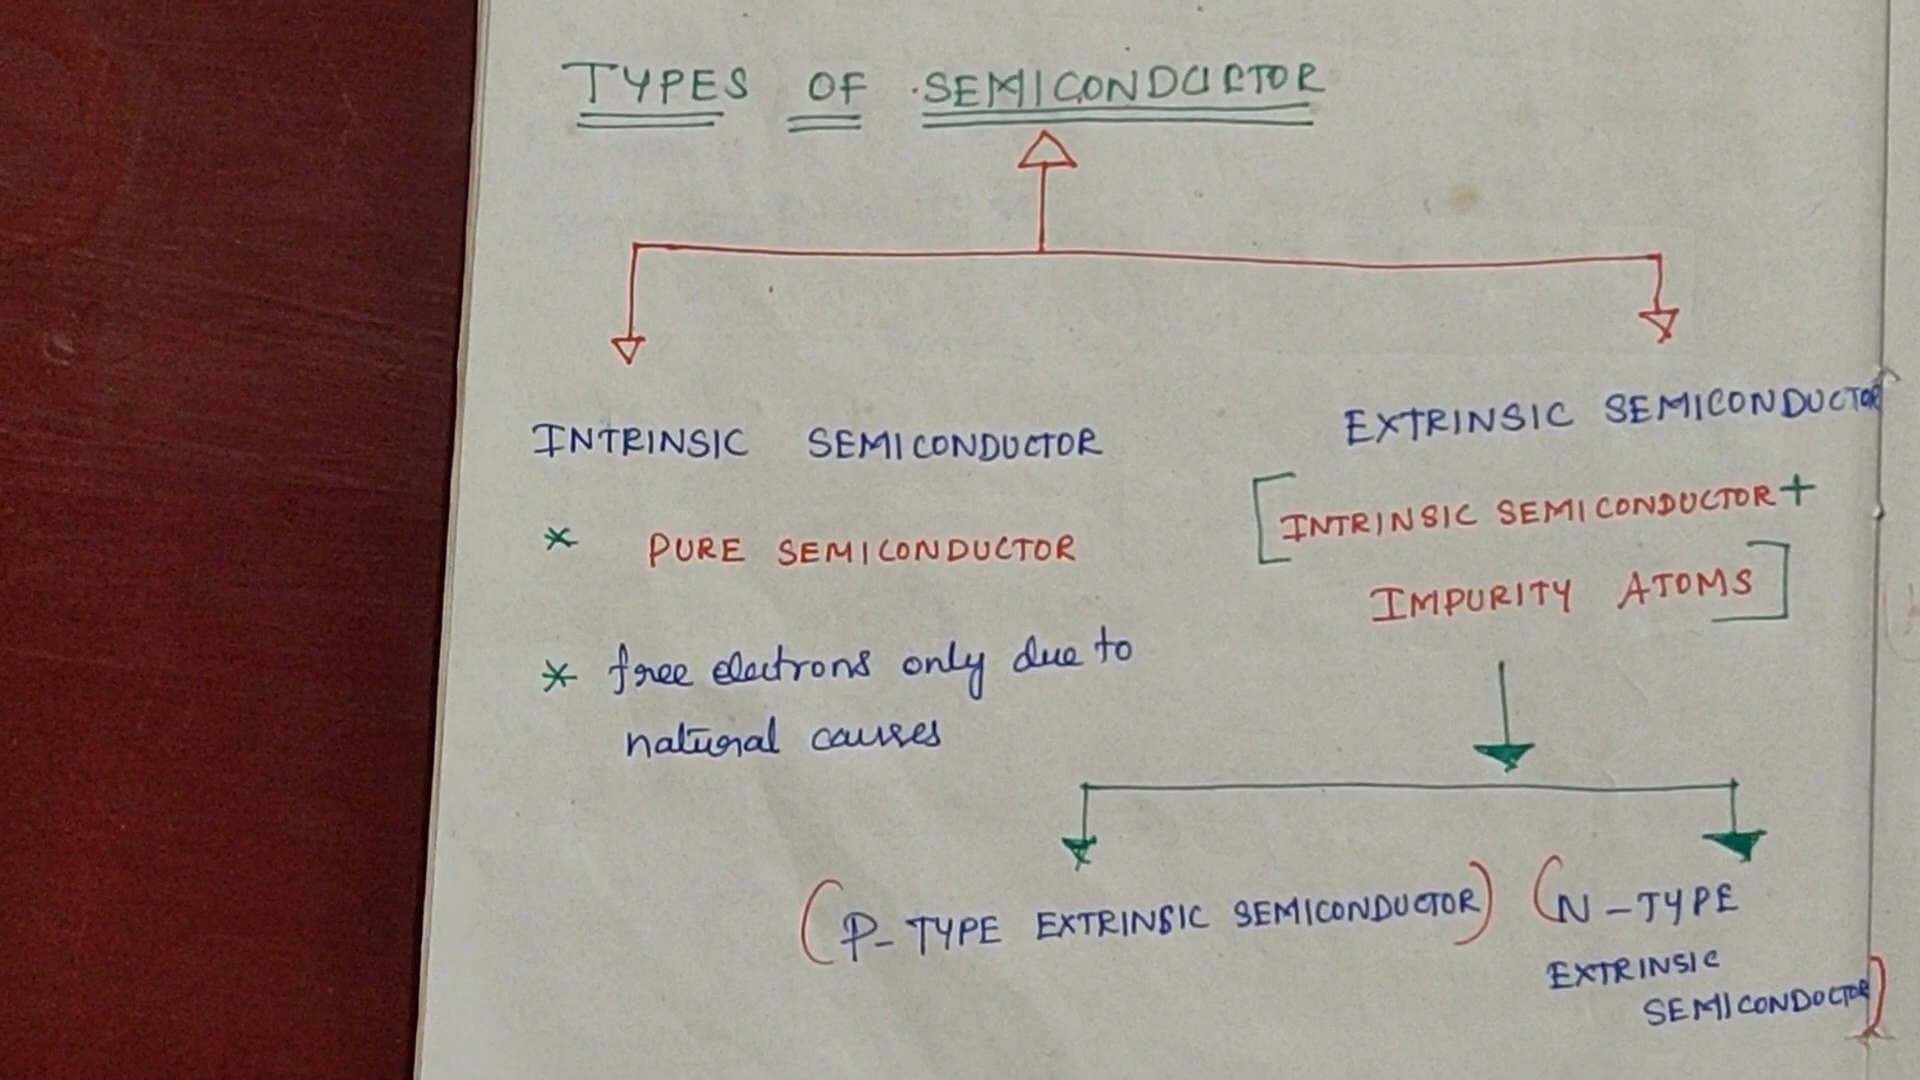 TYPES OF SEMICONDUCTOR
INTRINSIC SEMICONDUCTOR
* PURE SEMICONDUCTOR
* free electrons only due to
natural causes
EXTRINSIC SEMICONDUCTOR
[INTRINSIC SEMICONDUCTOR +
IMPURITY ATOMS]
(P-TYPE EXTRINSIC SEMICONDUCTOR)
(N-TYPE
EXTRINSIC
SEMICONDUCTOR)